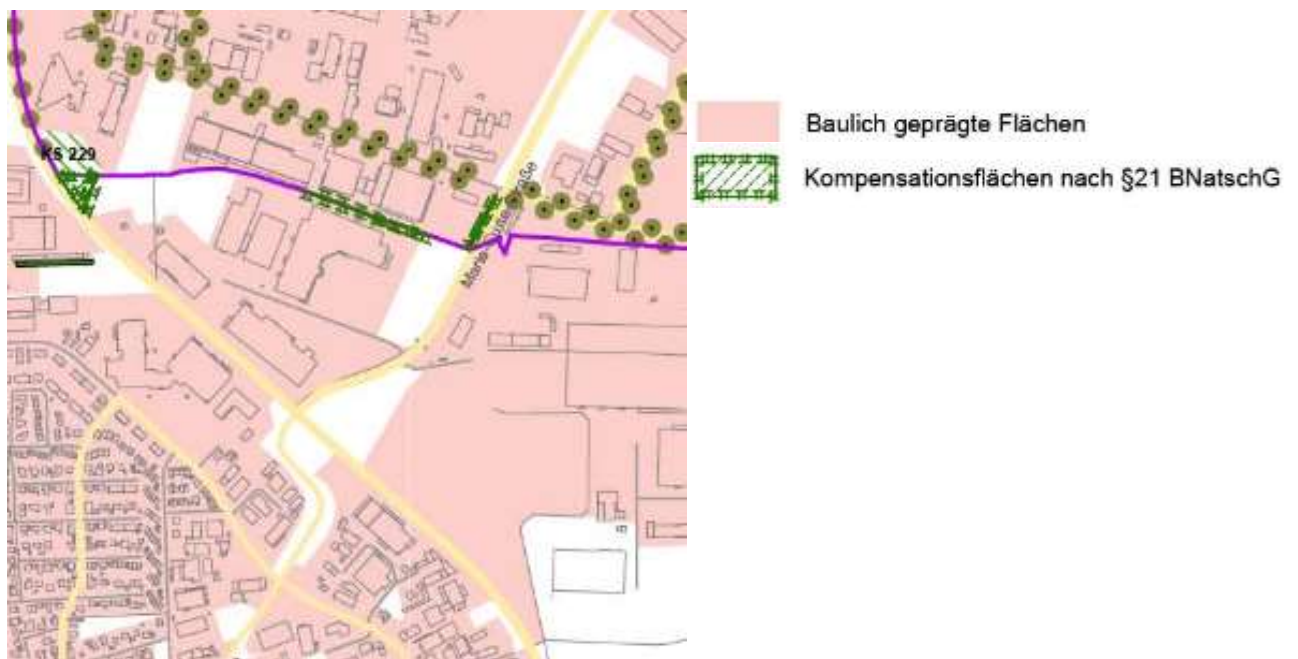 KS 229
Baulich geprägte Flächen
Kompensationsflächen nach §21 BNatschG